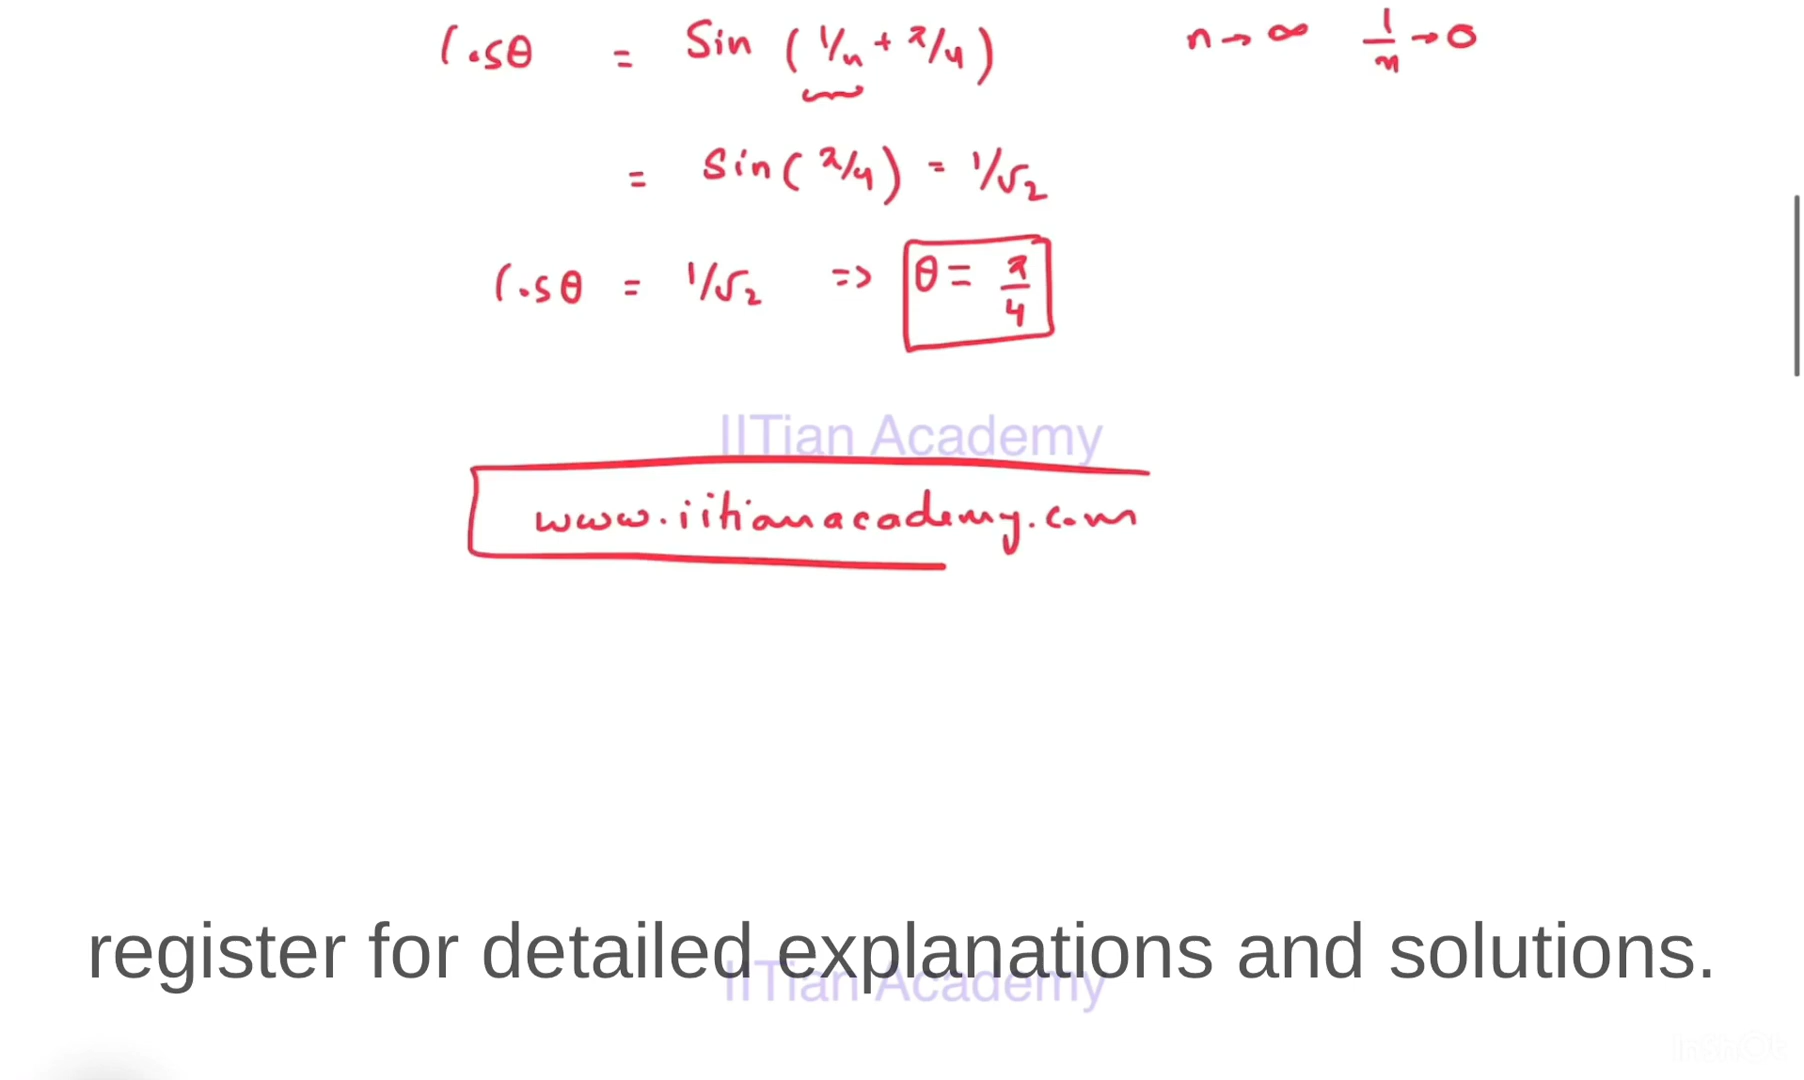 Cosθ = Sin (1/n + π/4) n→∞ 1/n→0
= Sin(π/4) = 1/√2
Cosθ = 1/√2 => θ = π/4
IITian Academy
www.iitianacademy.com
register for detailed explanations and solutions.
IITian Academy
InShOt